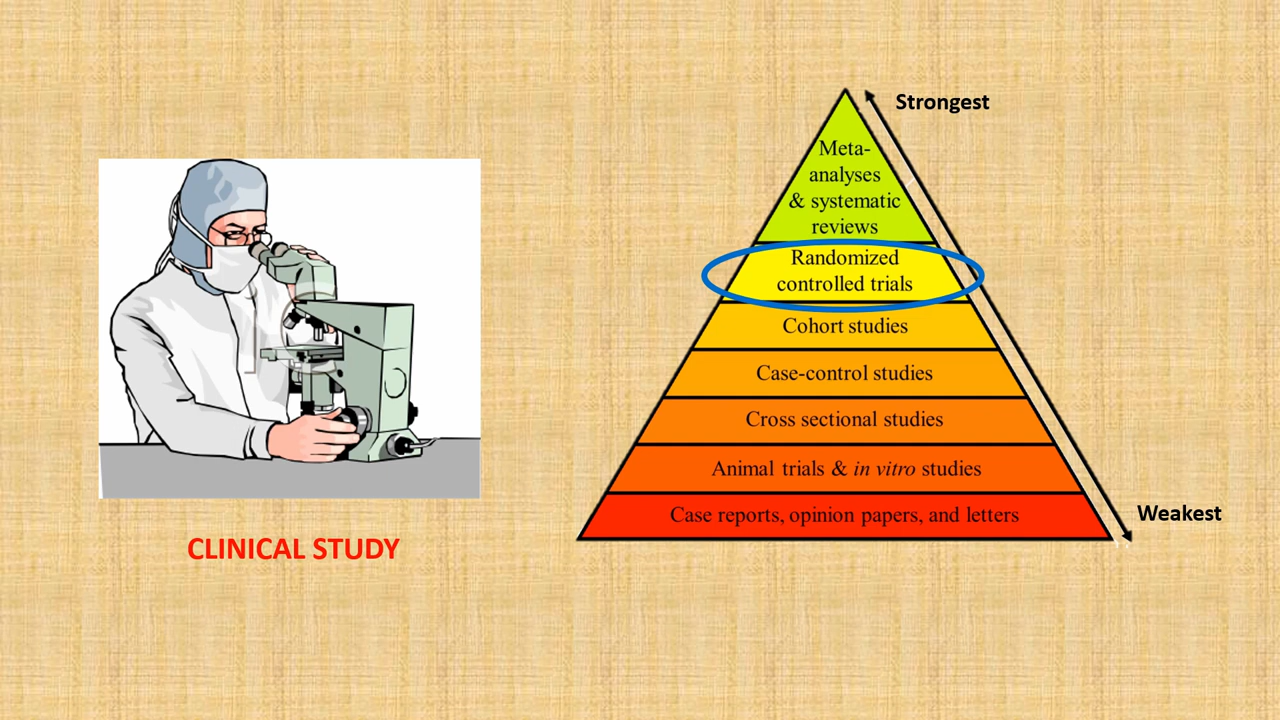 Strongest
Meta-
analyses
& systematic
reviews
Randomized
controlled trials
Cohort studies
Case-control studies
Cross sectional studies
Animal trials & in vitro studies
Case reports, opinion papers, and letters
Weakest
CLINICAL STUDY